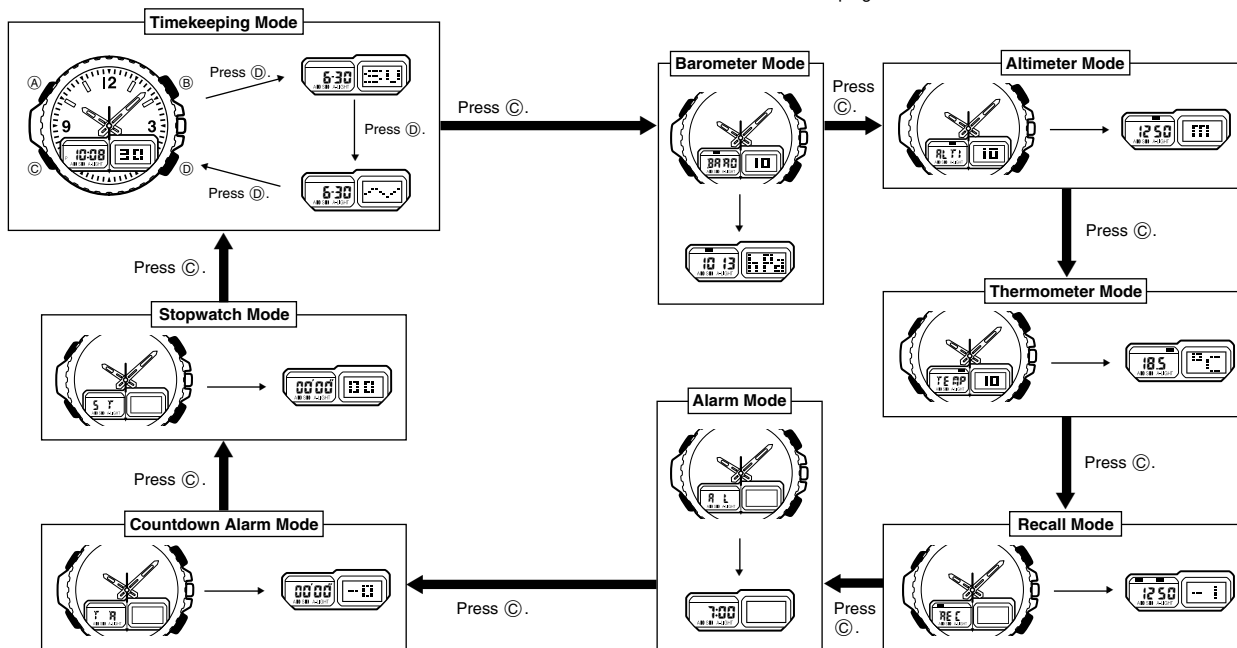 Timekeeping Mode
Ⓐ
Ⓑ
Ⓒ
Ⓓ
12
9
3
10:08
30
Press Ⓓ.
6-30
Press Ⓓ.
6-30
Press Ⓓ.
Press Ⓒ.
Barometer Mode
BARO
10
1013
hPa
Press
Ⓒ.
Altimeter Mode
ALTI
10
1250
m
Press Ⓒ.
Thermometer Mode
TEMP
10
18.5
°C
Press Ⓒ.
Recall Mode
REC
1250
-1
Press
Ⓒ.
Alarm Mode
AL
7:00
Press Ⓒ.
Countdown Alarm Mode
TR
00'00"
-0
Press Ⓒ.
Stopwatch Mode
ST
00'00"
00
Press Ⓒ.